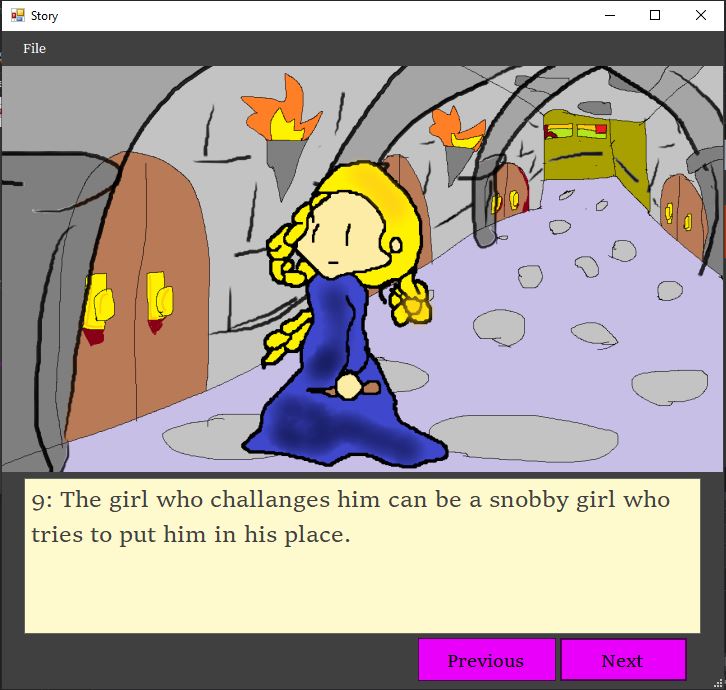 Story
File
9: The girl who challanges him can be a snobby girl who
tries to put him in his place.
Previous
Next